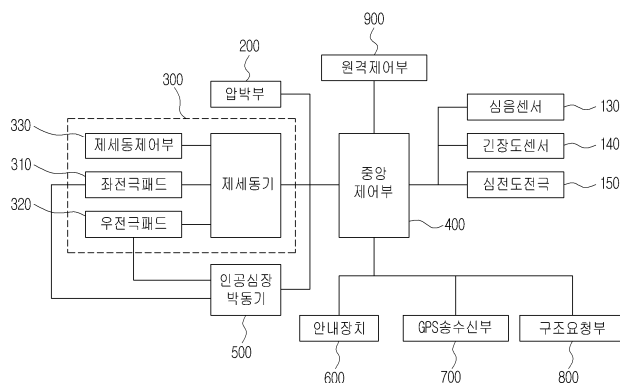 900
원격제어부
200
압박부
300
330
제세동제어부
310
좌전극패드
320
우전극패드
제세동기
중앙
제어부
400
심음센서
130
긴장도센서
140
심전도전극
150
인공심장
박동기
500
안내장치
600
GPS송수신부
700
구조요청부
800